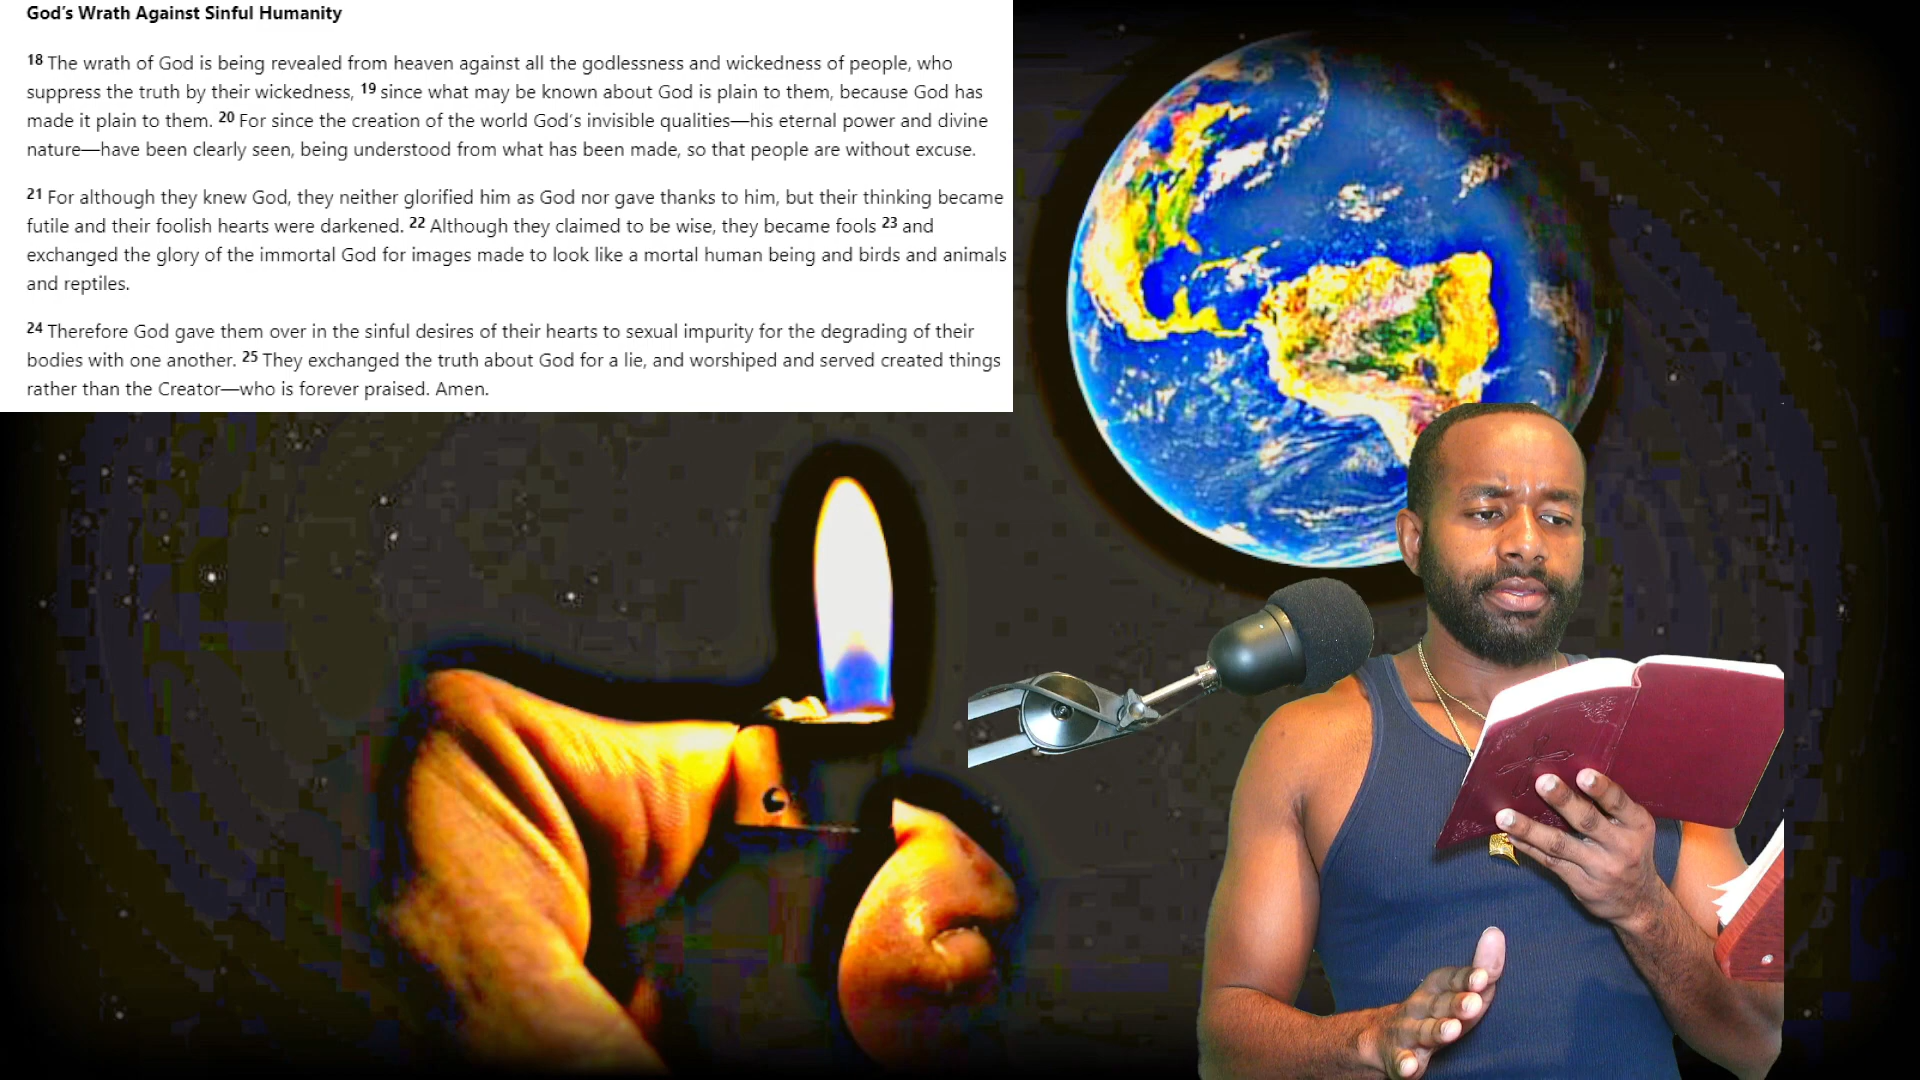 God's Wrath Against Sinful Humanity
18 The wrath of God is being revealed from heaven against all the godlessness and wickedness of people, who
suppress the truth by their wickedness, 19 since what may be known about God is plain to them, because God has
made it plain to them. 20 For since the creation of the world God's invisible qualities—his eternal power and divine
nature—have been clearly seen, being understood from what has been made, so that people are without excuse.
21 For although they knew God, they neither glorified him as God nor gave thanks to him, but their thinking became
futile and their foolish hearts were darkened. 22 Although they claimed to be wise, they became fools 23 and
exchanged the glory of the immortal God for images made to look like a mortal human being and birds and animals
and reptiles.
24 Therefore God gave them over in the sinful desires of their hearts to sexual impurity for the degrading of their
bodies with one another. 25 They exchanged the truth about God for a lie, and worshiped and served created things
rather than the Creator—who is forever praised. Amen.